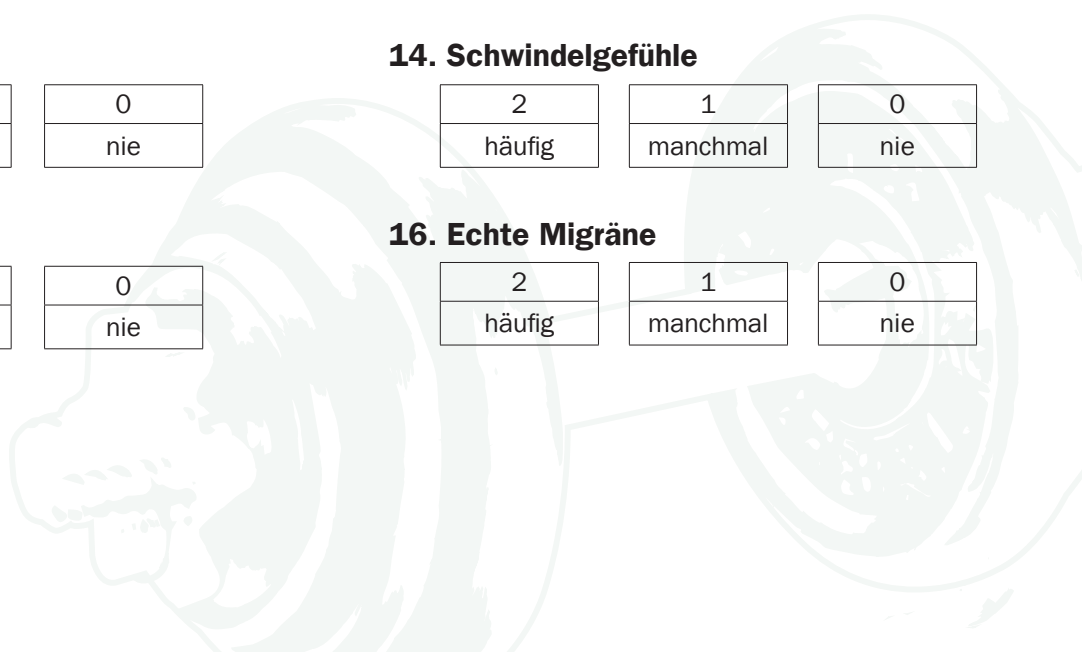 14. Schwindelgefühle
0 2 1 0
nie häufig manchmal nie
16. Echte Migräne
0 2 1 0
nie häufig manchmal nie